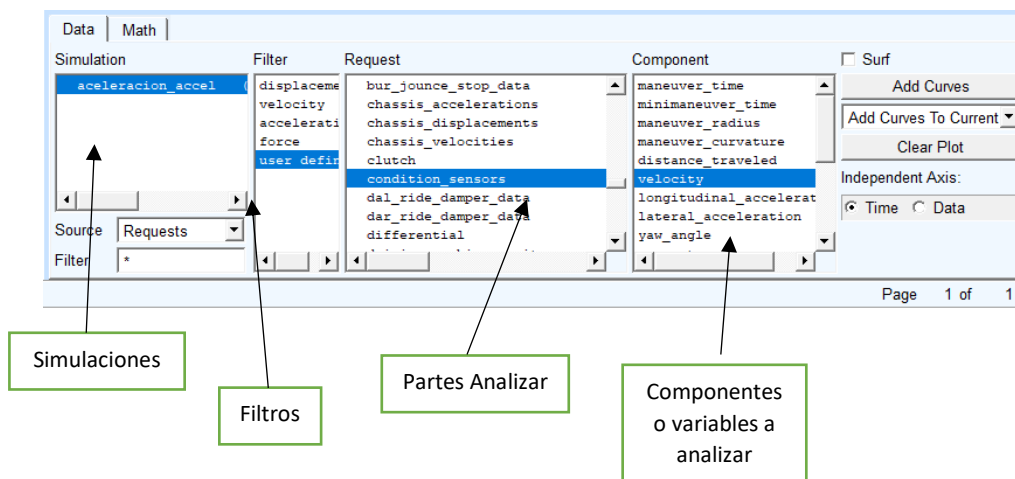 Data Math
Simulation Filter Request Component Surf
aceleracion_accel (
displaceme
velocity
accelerati
force
user defin
bur_jounce_stop_data
chassis_accelerations
chassis_displacements
chassis_velocities
clutch
condition_sensors
dal_ride_damper_data
dar_ride_damper_data
differential
maneuver_time
minimaneuver_time
maneuver_radius
maneuver_curvature
distance_traveled
velocity
longitudinal_accelerat
lateral_acceleration
yaw_angle
Add Curves
Add Curves To Current
Clear Plot
Independent Axis:
Time Data
Source Requests
Filter *
Page 1 of 1
Simulaciones
Filtros
Partes Analizar
Componentes
o variables a
analizar